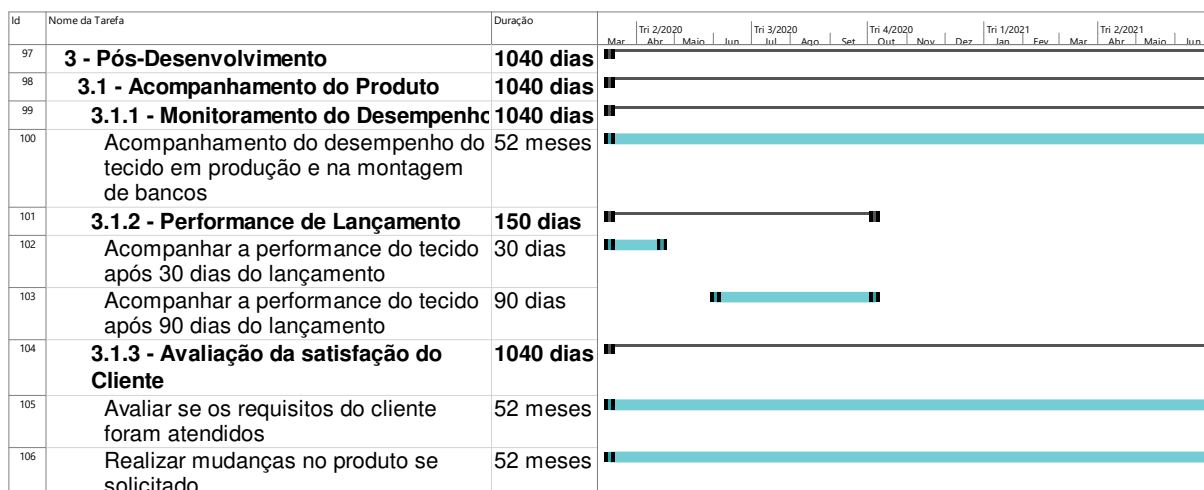 Id Nome da Tarefa Duração
Tri 2/2020 Tri 3/2020 Tri 4/2020 Tri 1/2021 Tri 2/2021
Mar Abr Maio Jun Jul Ago Set Out Nov Dez Jan Fev Mar Abr Maio Jun
97 3 - Pós-Desenvolvimento 1040 dias
98 3.1 - Acompanhamento do Produto 1040 dias
99 3.1.1 - Monitoramento do Desempenho 1040 dias
100 Acompanhamento do desempenho do 52 meses
tecido em produção e na montagem
de bancos
101 3.1.2 - Performance de Lançamento 150 dias
102 Acompanhar a performance do tecido 30 dias
após 30 dias do lançamento
103 Acompanhar a performance do tecido 90 dias
após 90 dias do lançamento
104 3.1.3 - Avaliação da satisfação do 1040 dias
Cliente
105 Avaliar se os requisitos do cliente 52 meses
foram atendidos
106 Realizar mudanças no produto se 52 meses
solicitado